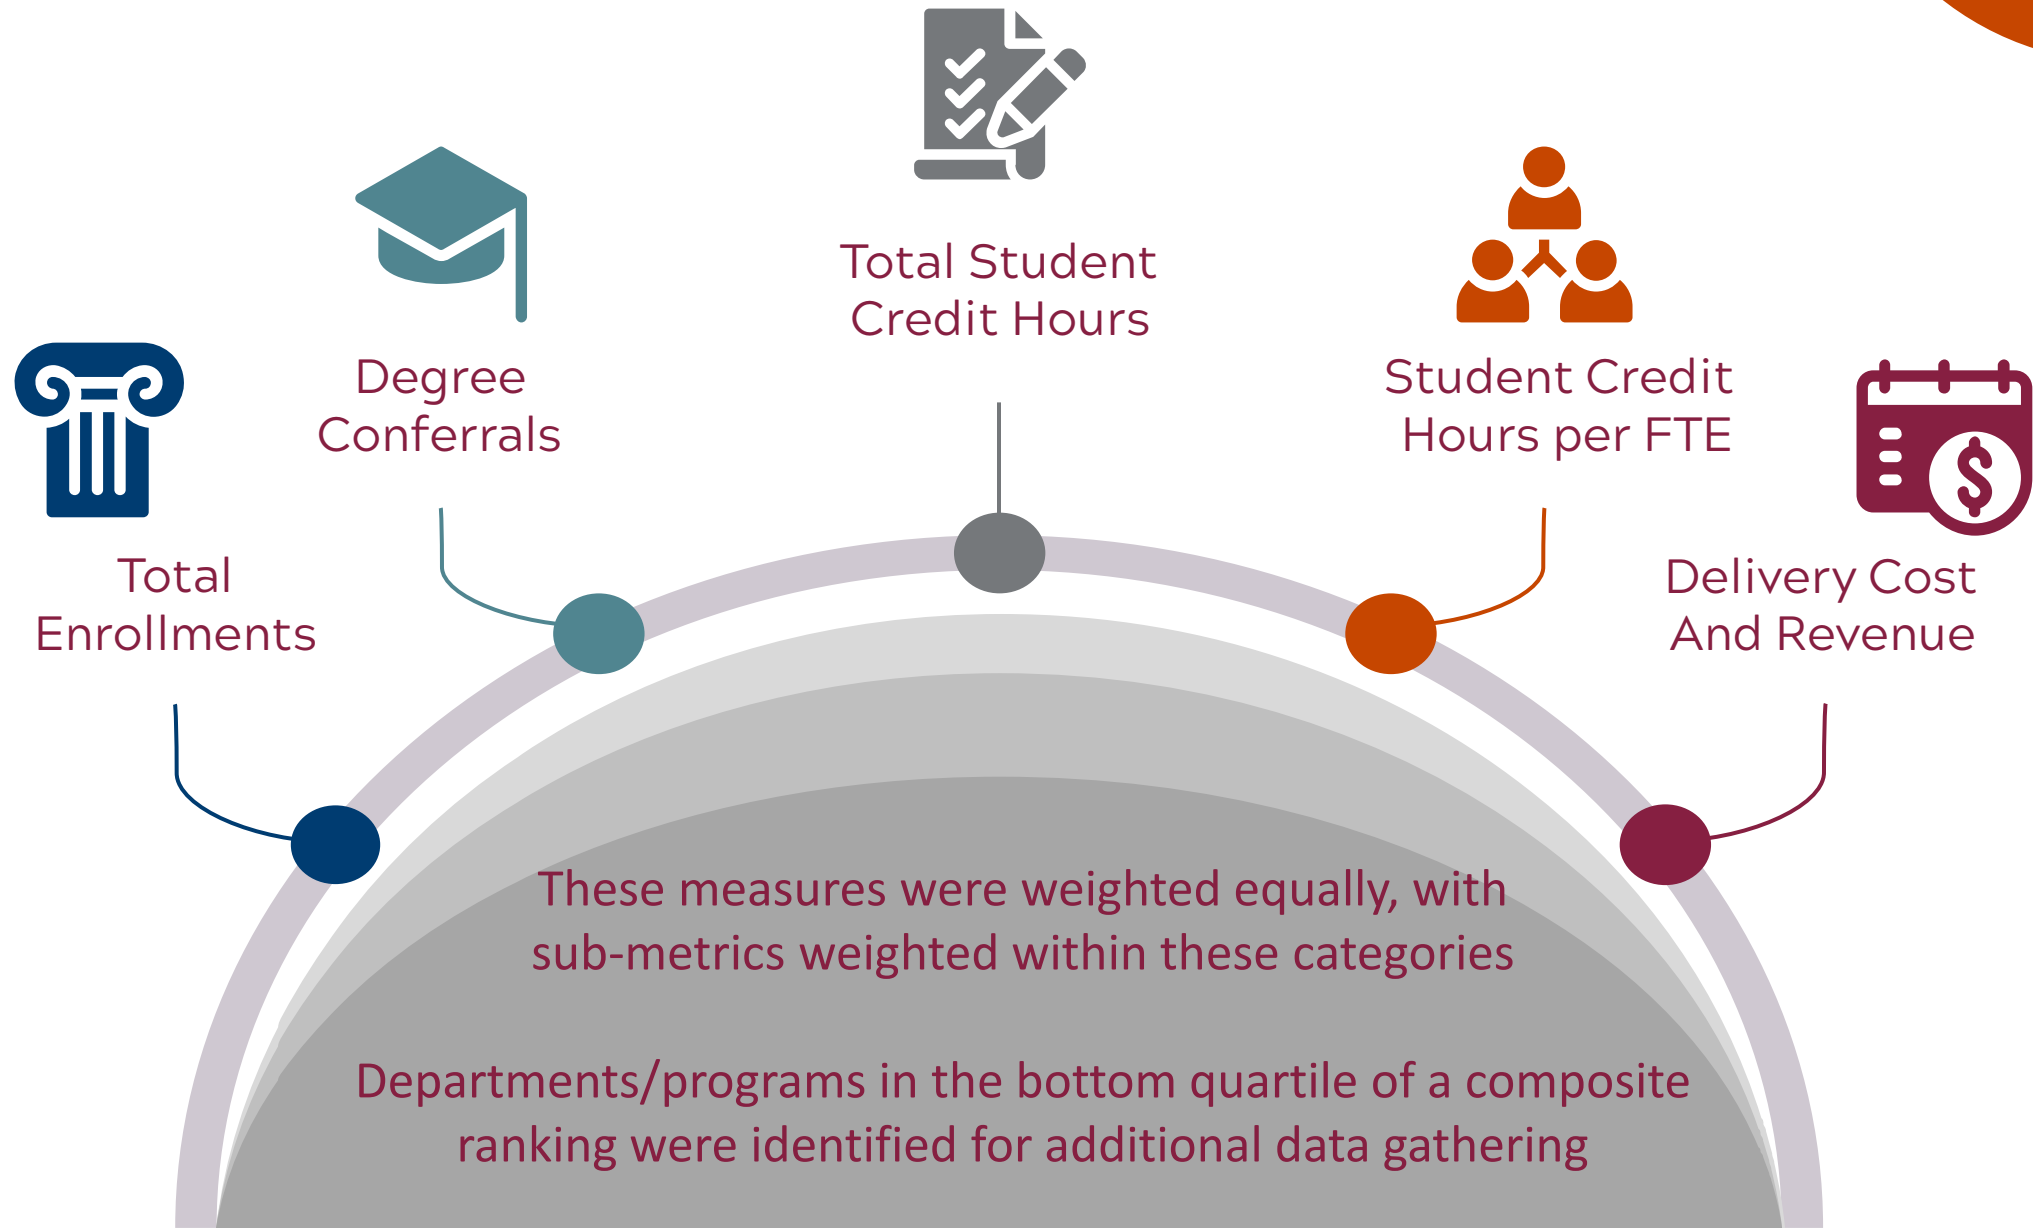 Total Student
Credit Hours
Degree
Conferrals
Student Credit
Hours per FTE
Total
Enrollments
Delivery Cost
And Revenue
$
These measures were weighted equally, with
sub-metrics weighted within these categories
Departments/programs in the bottom quartile of a composite
ranking were identified for additional data gathering